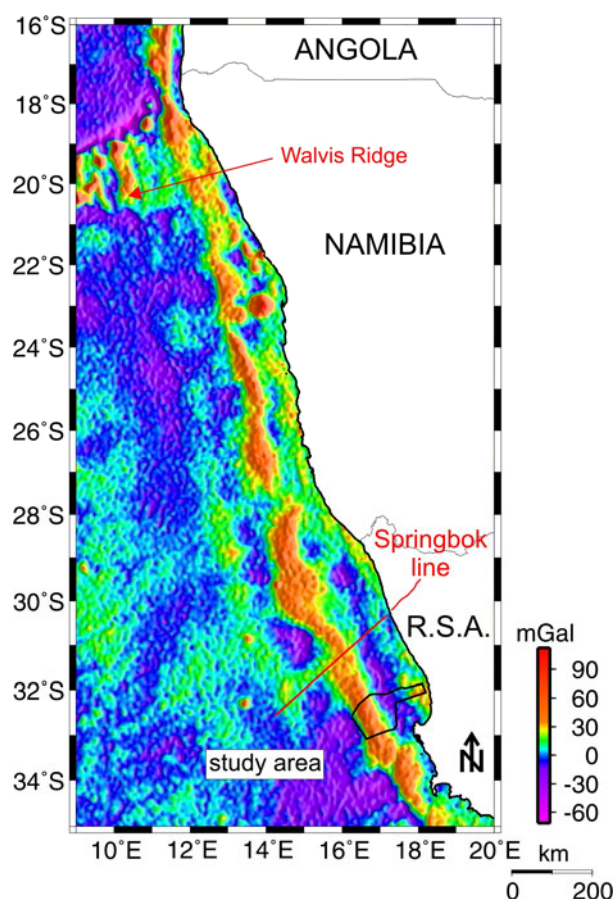 16°S
18°S
20°S
22°S
24°S
26°S
28°S
30°S
32°S
34°S
ANGOLA
Walvis Ridge
NAMIBIA
Springbok
line
R.S.A.
study area
N
mGal
90
60
30
0
-30
-60
10°E
12°E
14°E
16°E
18°E
20°E
km
0
200